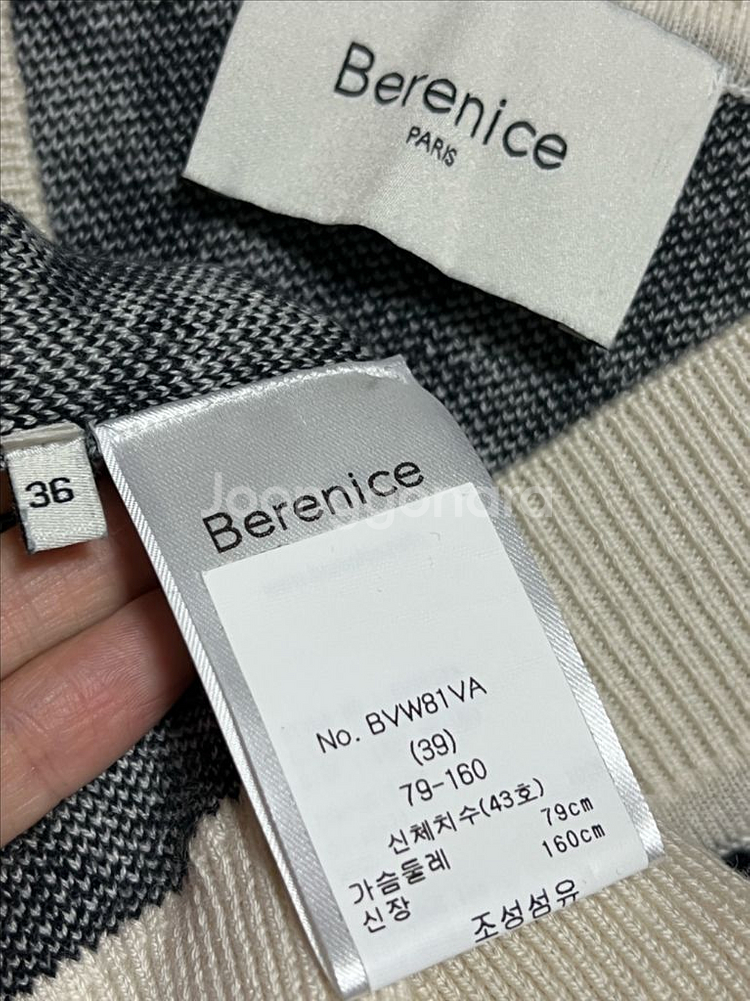 Berenice
PARIS
36
Berenice
Joonggonara
No. BVW81VA
(39)
79-160
신체치수(43호)
가슴둘레 79cm
신장 160cm
조성섬유